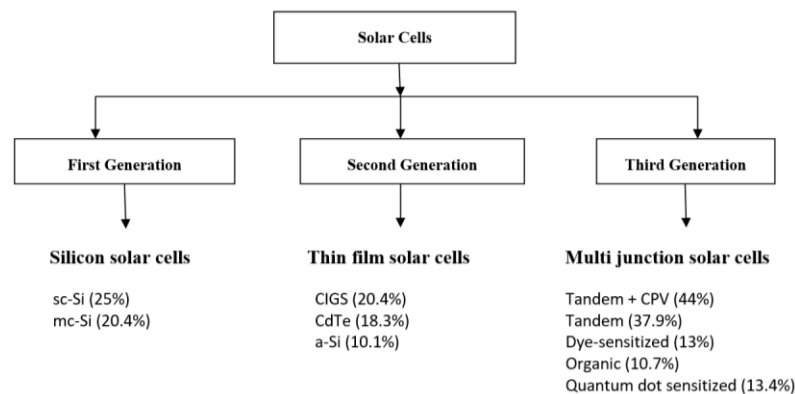 Solar Cells
First Generation
Second Generation
Third Generation
Silicon solar cells
sc-Si (25%)
mc-Si (20.4%)
Thin film solar cells
CIGS (20.4%)
CdTe (18.3%)
a-Si (10.1%)
Multi junction solar cells
Tandem + CPV (44%)
Tandem (37.9%)
Dye-sensitized (13%)
Organic (10.7%)
Quantum dot sensitized (13.4%)